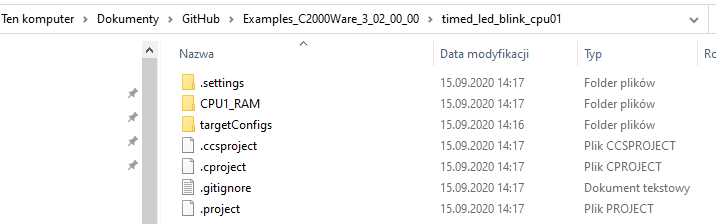 Ten komputer > Dokumenty > GitHub > Examples_C2000Ware_3_02_00_00 > timed_led_blink_cpu01
Nazwa Data modyfikacji Typ Ro
.settings 15.09.2020 14:17 Folder plików
CPU1_RAM 15.09.2020 14:17 Folder plików
targetConfigs 15.09.2020 14:16 Folder plików
.ccsproject 15.09.2020 14:17 Plik CCSPROJECT
.cproject 15.09.2020 14:17 Plik CPROJECT
.gitignore 15.09.2020 14:17 Dokument tekstowy
.project 15.09.2020 14:17 Plik PROJECT